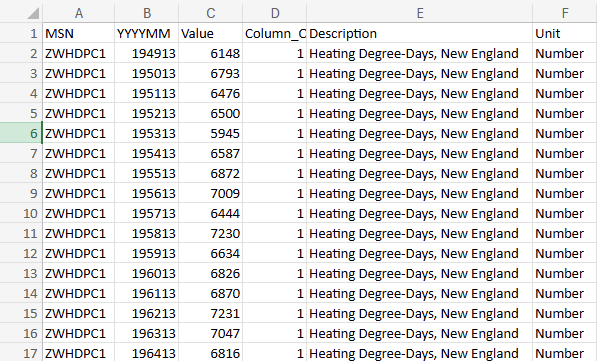 A B C D E F
1 MSN YYYYMM Value Column_O Description Unit
2 ZWHDPC1 194913 6148 1 Heating Degree-Days, New England Number
3 ZWHDPC1 195013 6793 1 Heating Degree-Days, New England Number
4 ZWHDPC1 195113 6476 1 Heating Degree-Days, New England Number
5 ZWHDPC1 195213 6500 1 Heating Degree-Days, New England Number
6 ZWHDPC1 195313 5945 1 Heating Degree-Days, New England Number
7 ZWHDPC1 195413 6587 1 Heating Degree-Days, New England Number
8 ZWHDPC1 195513 6872 1 Heating Degree-Days, New England Number
9 ZWHDPC1 195613 7009 1 Heating Degree-Days, New England Number
10 ZWHDPC1 195713 6444 1 Heating Degree-Days, New England Number
11 ZWHDPC1 195813 7230 1 Heating Degree-Days, New England Number
12 ZWHDPC1 195913 6634 1 Heating Degree-Days, New England Number
13 ZWHDPC1 196013 6826 1 Heating Degree-Days, New England Number
14 ZWHDPC1 196113 6870 1 Heating Degree-Days, New England Number
15 ZWHDPC1 196213 7231 1 Heating Degree-Days, New England Number
16 ZWHDPC1 196313 7047 1 Heating Degree-Days, New England Number
17 ZWHDPC1 196413 6816 1 Heating Degree-Days, New England Number